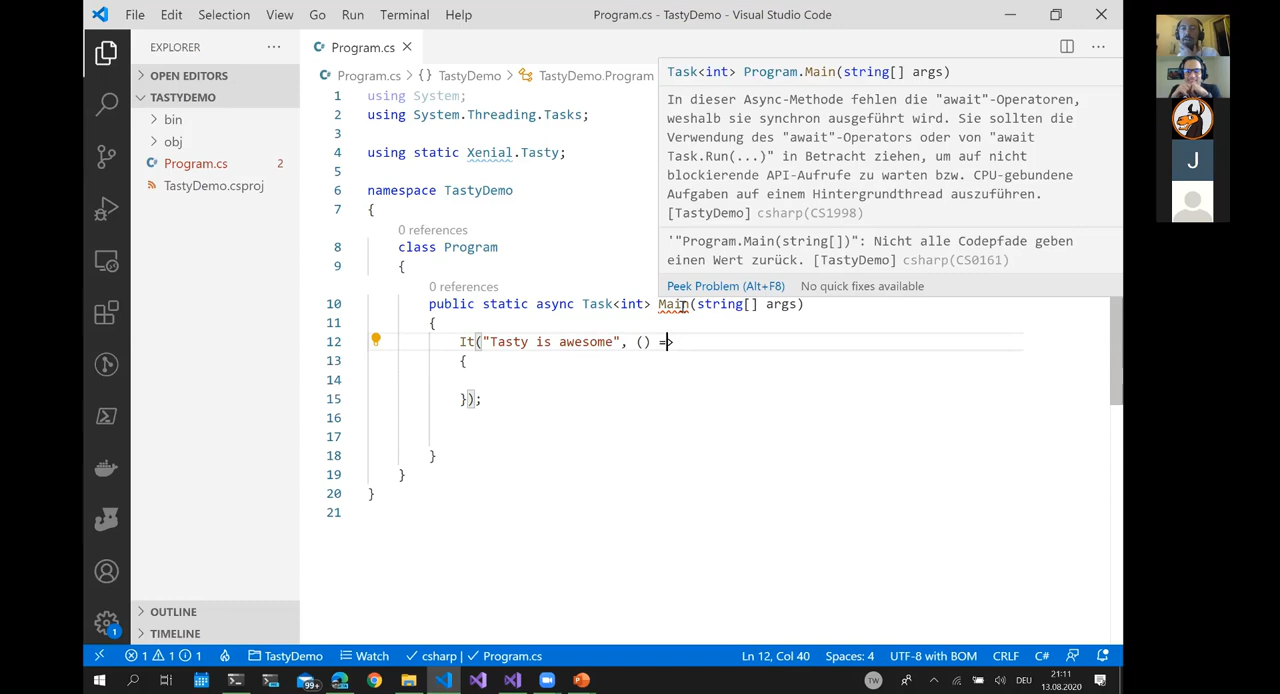 File Edit Selection View Go Run Terminal Help
Program.cs - TastyDemo - Visual Studio Code
EXPLORER
OPEN EDITORS
TASTYDEMO
bin
obj
Program.cs 2
TastyDemo.csproj
OUTLINE
TIMELINE
Program.cs
Program.cs > {} TastyDemo > TastyDemo.Program
1 using System;
2 using System.Threading.Tasks;
3
4 using static Xenial.Tasty;
5
6 namespace TastyDemo
7 {
0 references
8 class Program
9 {
0 references
10 public static async Task<int> Main(string[] args)
11 {
12 It("Tasty is awesome", () =>
13 {
14
15 });
16
17
18 }
19 }
20 }
21
Task<int> Program.Main(string[] args)
In dieser Async-Methode fehlen die "await"-Operatoren,
weshalb sie synchron ausgeführt wird. Sie sollten die
Verwendung des "await"-Operators oder von "await
Task.Run(...)" in Betracht ziehen, um auf nicht
blockierende API-Aufrufe zu warten bzw. CPU-gebundene
Aufgaben auf einem Hintergrundthread auszuführen.
[TastyDemo] csharp(CS1998)
'"Program.Main(string[])": Nicht alle Codepfade geben
einen Wert zurück. [TastyDemo] csharp(CS0161)
Peek Problem (Alt+F8) No quick fixes available
J
1
1 1 1 TastyDemo Watch csharp | Program.cs Ln 12, Col 40 Spaces: 4 UTF-8 with BOM CRLF C#
99+ TW DEU 21:11
13.08.2020